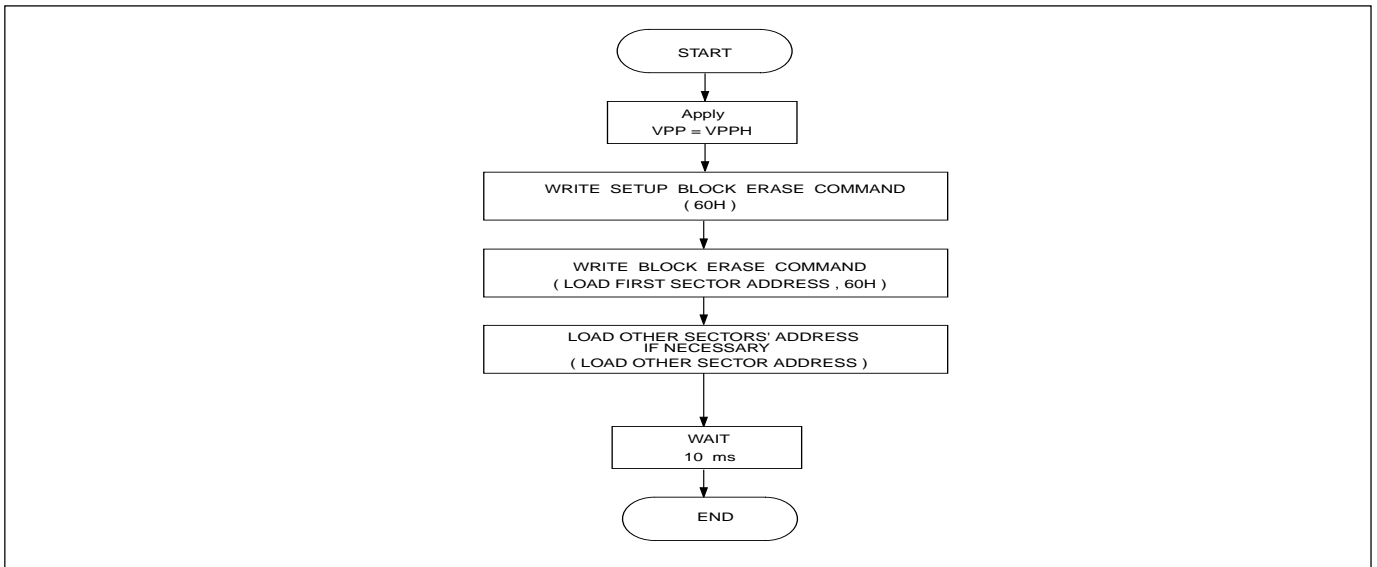 START
Apply
VPP = VPPH
WRITE SETUP BLOCK ERASE COMMAND
( 60H )
WRITE BLOCK ERASE COMMAND
( LOAD FIRST SECTOR ADDRESS , 60H )
LOAD OTHER SECTORS' ADDRESS
IF NECESSARY
( LOAD OTHER SECTOR ADDRESS )
WAIT
10 ms
END